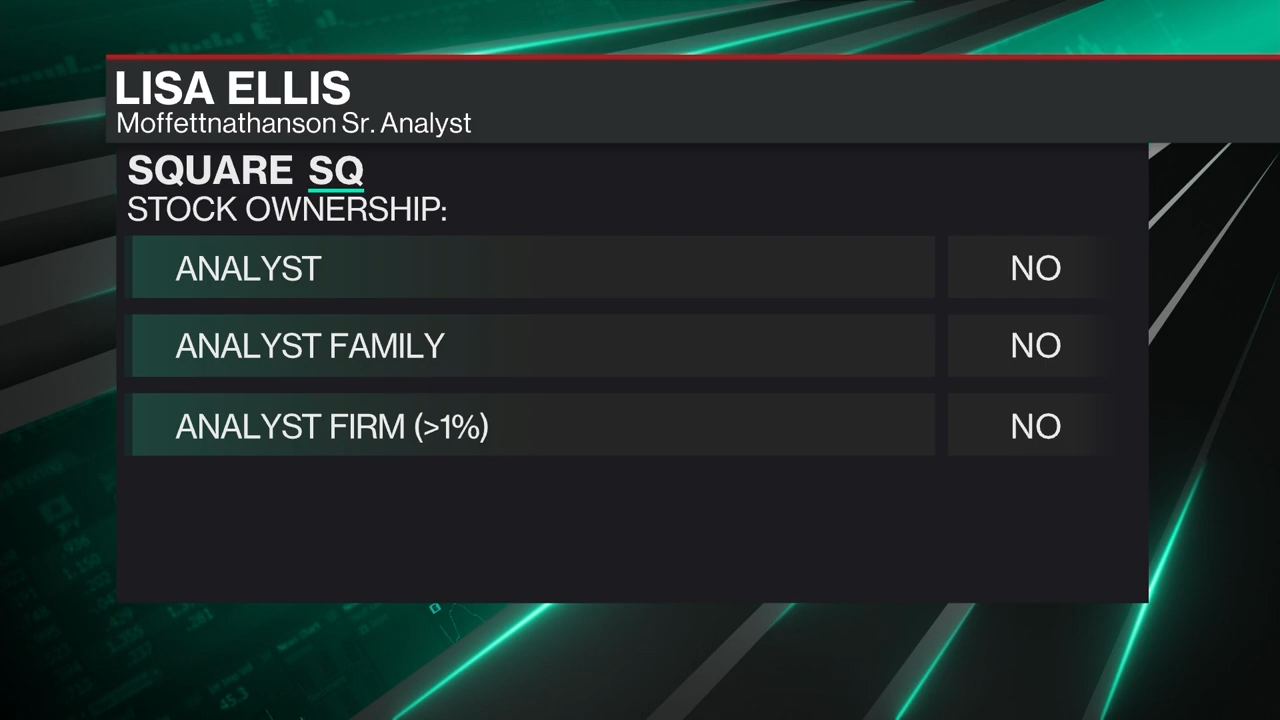 LISA ELLIS
Moffettnathanson Sr. Analyst
SQUARE SQ
STOCK OWNERSHIP:
ANALYST NO
ANALYST FAMILY NO
ANALYST FIRM (>1%) NO